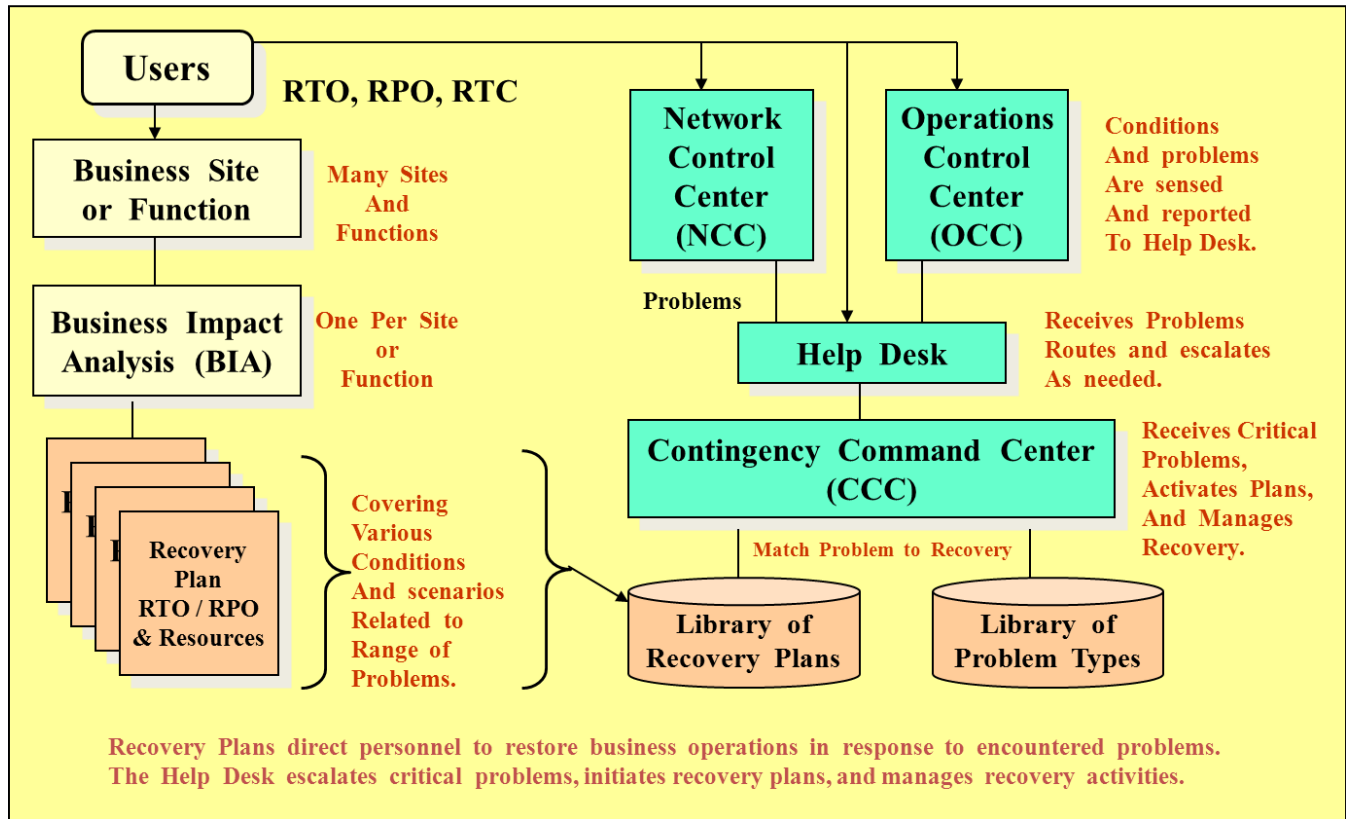 Users
RTO, RPO, RTC
Business Site
or Function
Many Sites
And
Functions
Business Impact
Analysis (BIA)
One Per Site
or
Function
Recovery
Plan
RTO / RPO
& Resources
Covering
Various
Conditions
And scenarios
Related to
Range of
Problems.
Network
Control
Center
(NCC)
Operations
Control
Center
(OCC)
Conditions
And problems
Are sensed
And reported
To Help Desk.
Problems
Help Desk
Receives Problems
Routes and escalates
As needed.
Contingency Command Center
(CCC)
Receives Critical
Problems,
Activates Plans,
And Manages
Recovery.
Match Problem to Recovery
Library of
Recovery Plans
Library of
Problem Types
Recovery Plans direct personnel to restore business operations in response to encountered problems.
The Help Desk escalates critical problems, initiates recovery plans, and manages recovery activities.